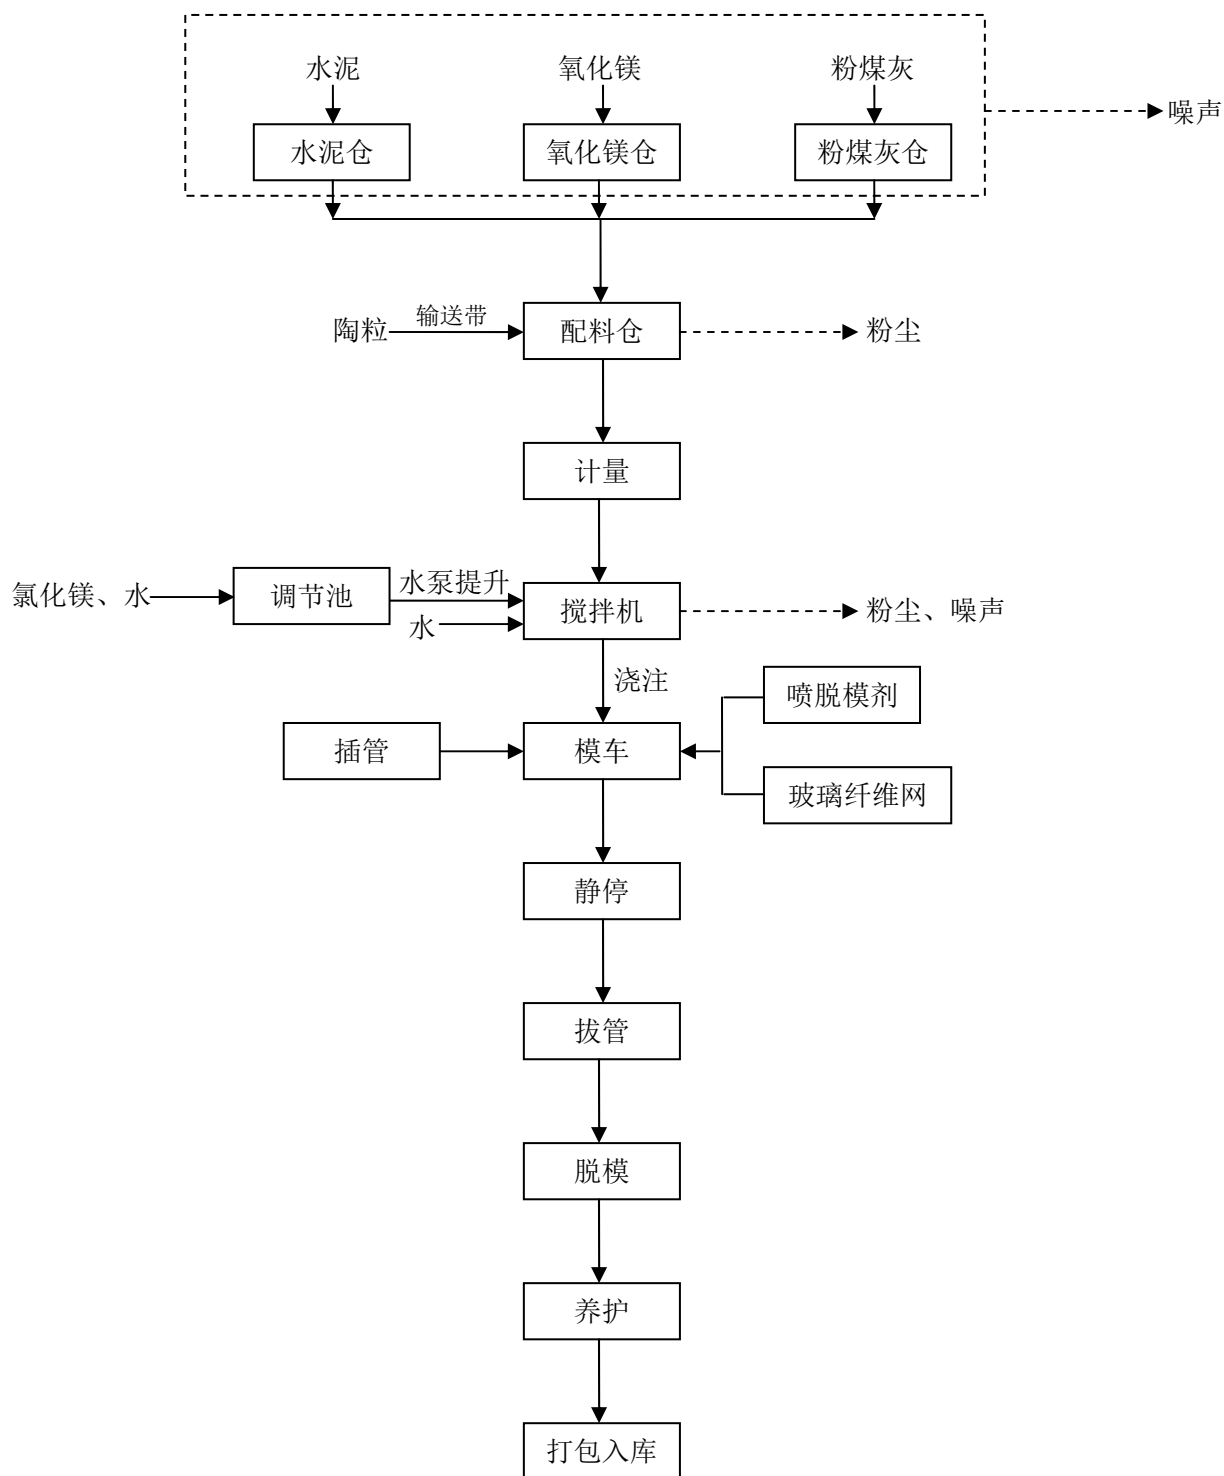 水泥
氧化镁
粉煤灰
噪声
水泥仓
氧化镁仓
粉煤灰仓
陶粒
输送带
配料仓
粉尘
计量
氯化镁、水
调节池
水泵提升
水
搅拌机
粉尘、噪声
浇注
喷脱模剂
插管
模车
玻璃纤维网
静停
拔管
脱模
养护
打包入库